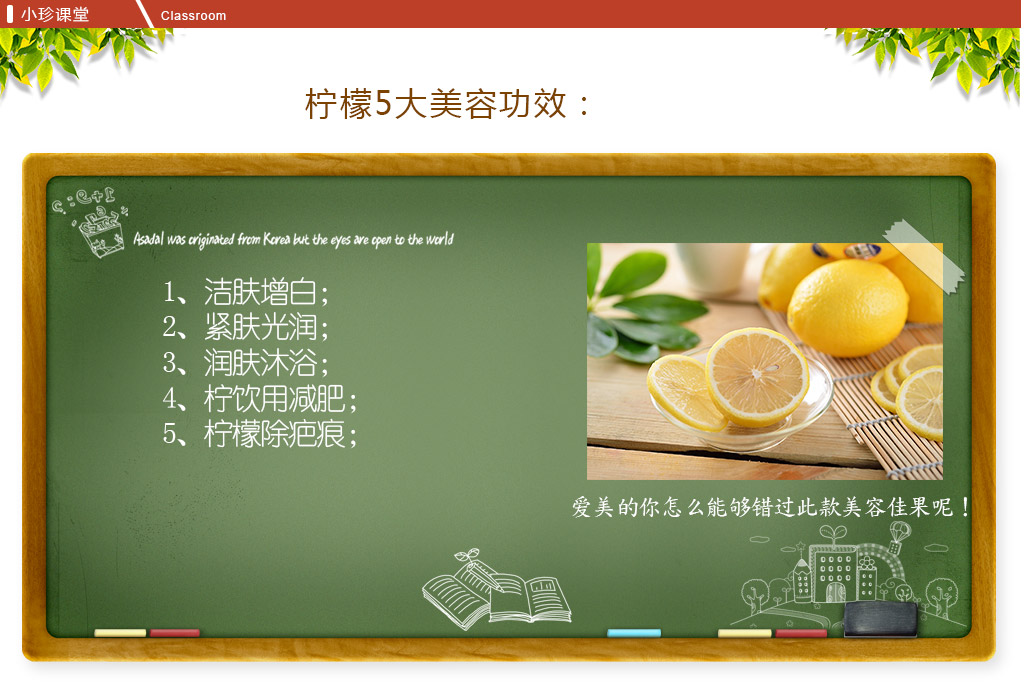 小珍课堂 Classroom
柠檬5大美容功效：
Asadal was originated from Korea but the eyes are open to the world
1、洁肤增白；
2、紧肤光润；
3、润肤沐浴；
4、柠饮用减肥；
5、柠檬除疤痕；
爱美的你怎么能够错过此款美容佳果呢！